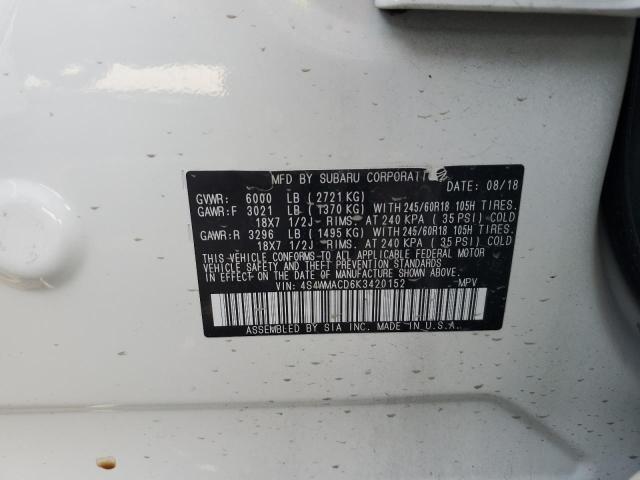 MFD BY SUBARU CORPORATI
DATE: 08/18
GVWR: 6000 LB ( 2721 KG)
GAWR:F 3021 LB ( 1370 KG) WITH 245/60R18 105H TIRES.
18X7 1/2J RIMS. AT 240 KPA ( 35 PSI) COLD
GAWR:R 3296 LB ( 1495 KG) WITH 245/60R18 105H TIRES.
18X7 1/2J RIMS. AT 240 KPA ( 35 PSI) COLD
THIS VEHICLE CONFORMS TO ALL APPLICABLE FEDERAL MOTOR
VEHICLE SAFETY AND THEFT PREVENTION STANDARDS IN
EFFECT ON THE DATE OF MANUFACTURE SHOWN ABOVE.
VIN: 4S4WMACD6K3420152 MPV
ASSEMBLED BY SIA INC. MADE IN U.S.A.